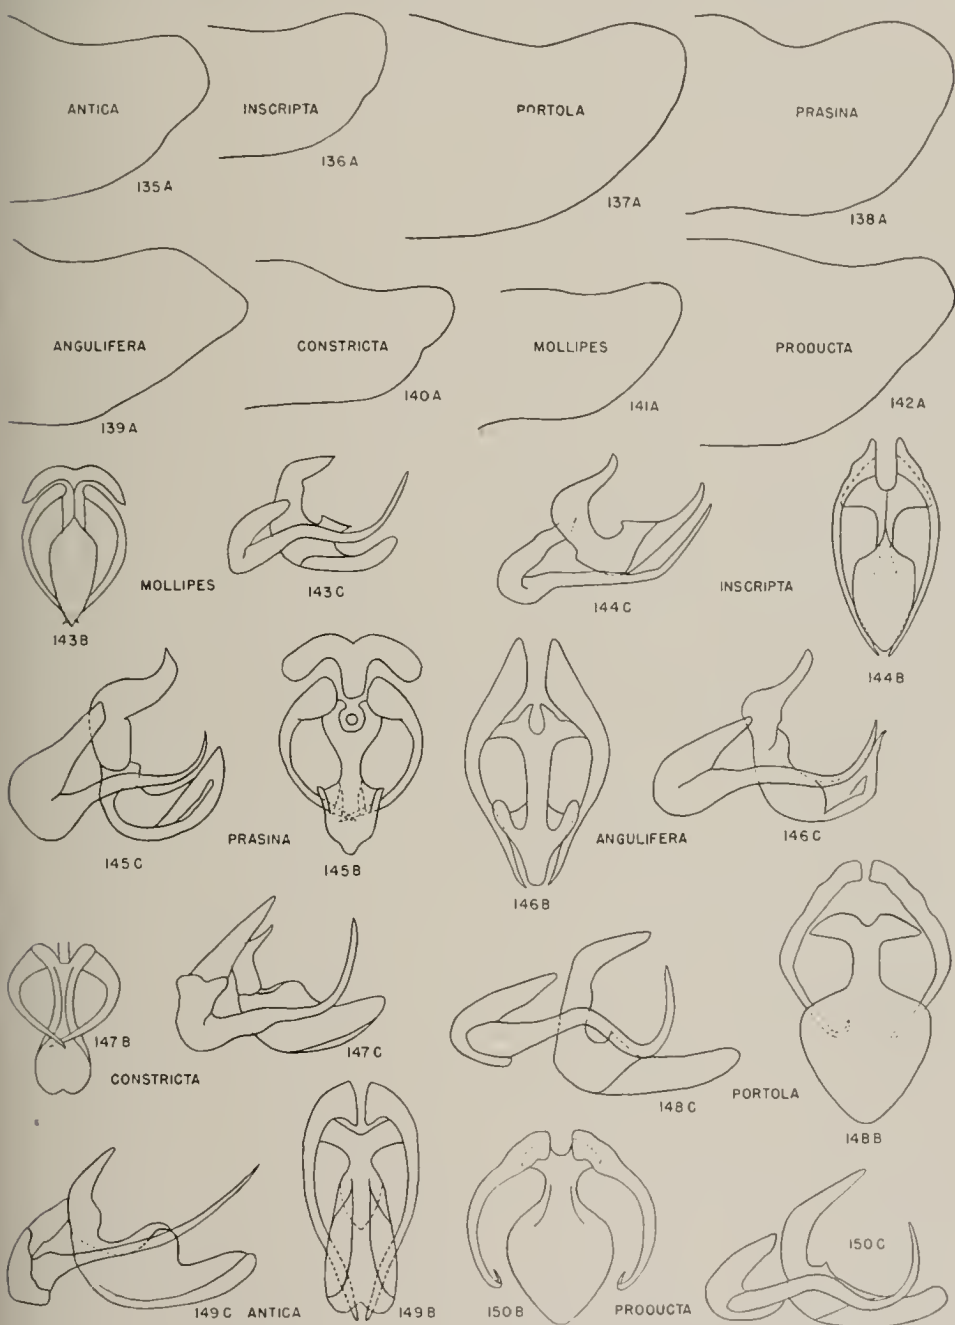 ANTICA
INSCRIPTA
PORTOLA
PRASINA
135A
136A
137A
138A
ANGULIFERA
CONSTRICTA
MOLLIPES
PRODUCTA
139A
140A
141A
142A
143B
MOLLIPES
143C
144C
INSCRIPTA
144B
145C
PRASINA
145B
146B
ANGULIFERA
146C
147B
CONSTRICTA
147C
148C
PORTOLA
148B
149C ANTICA
149B
150B
PRODUCTA
150C